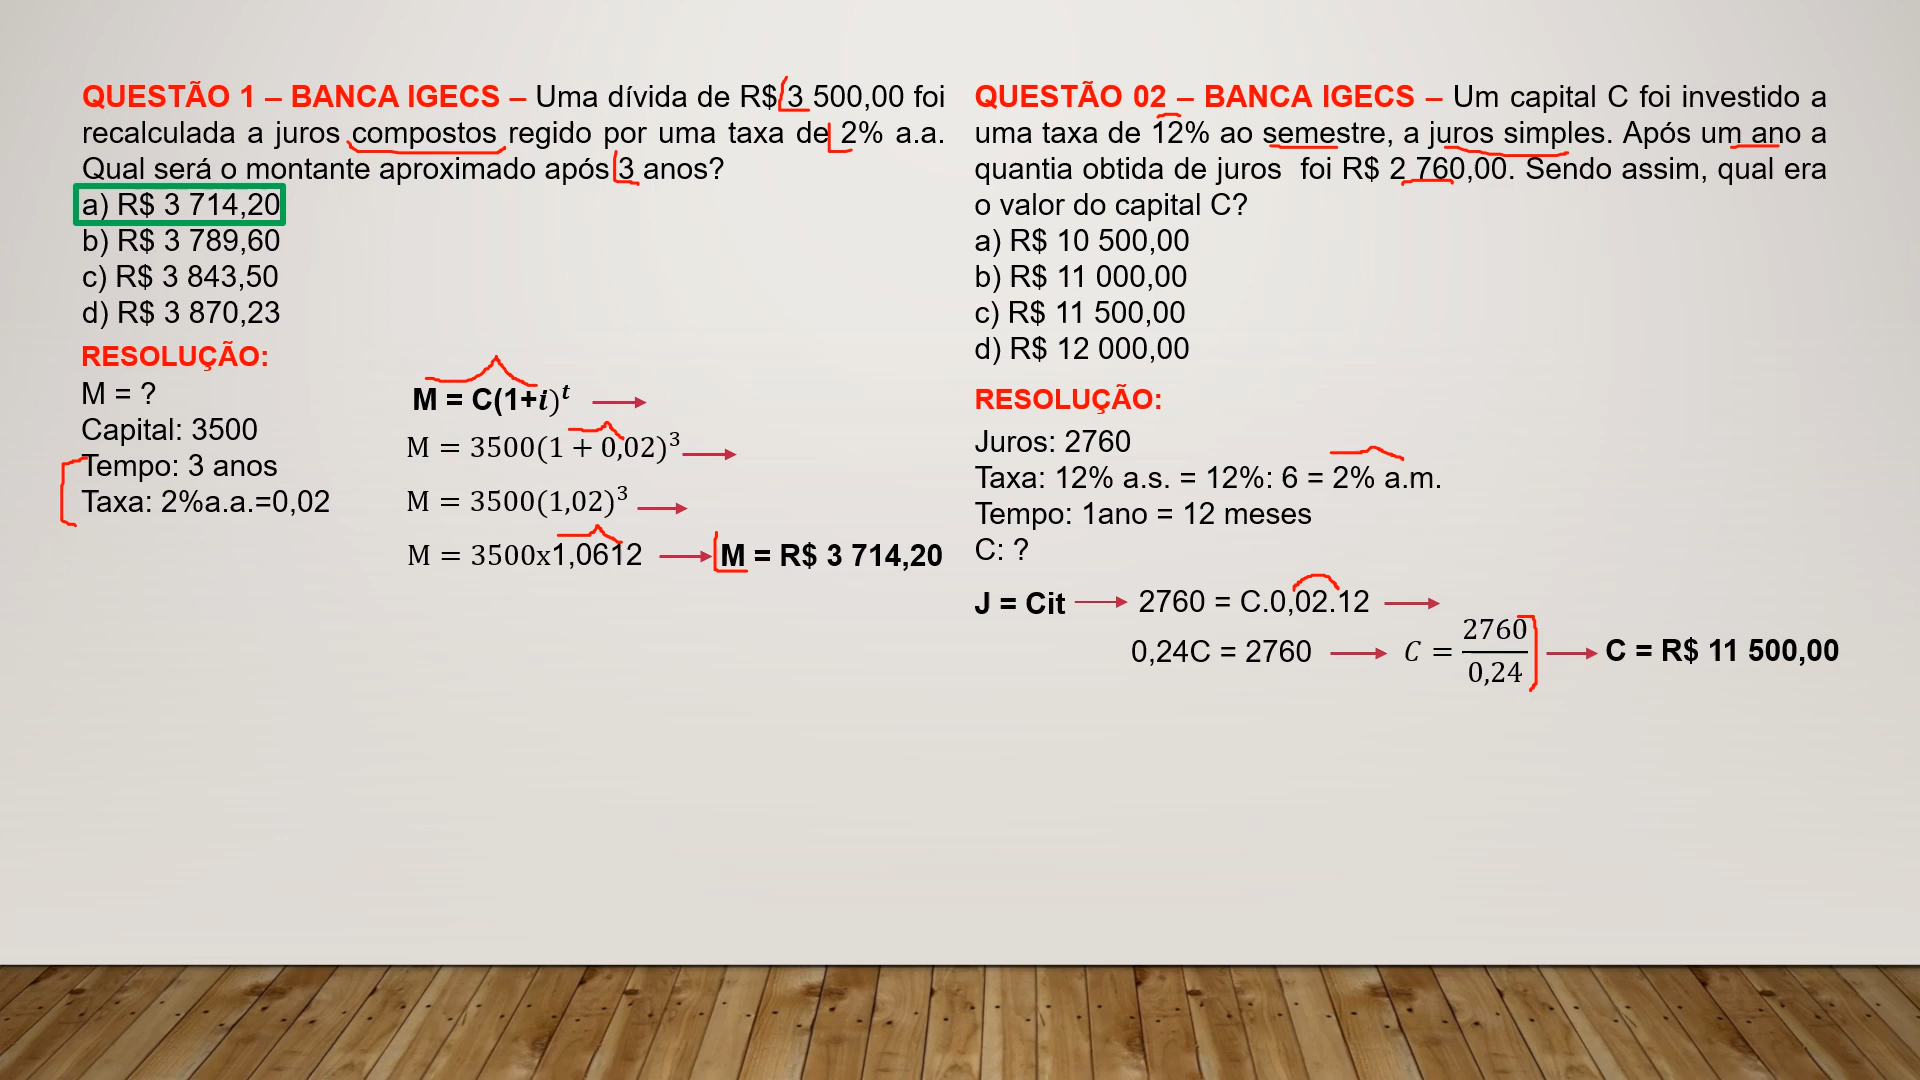 QUESTÃO 1 – BANCA IGECS – Uma dívida de R$ 3 500,00 foi
recalculada a juros compostos regido por uma taxa de 2% a.a.
Qual será o montante aproximado após 3 anos?
a) R$ 3 714,20
b) R$ 3 789,60
c) R$ 3 843,50
d) R$ 3 870,23
RESOLUÇÃO:
M = ?
Capital: 3500
Tempo: 3 anos
Taxa: 2%a.a.=0,02
M = C(1+i)^t
M = 3500(1 + 0,02)³
M = 3500(1,02)³
M = 3500x1,0612
M = R$ 3 714,20
QUESTÃO 02 – BANCA IGECS – Um capital C foi investido a
uma taxa de 12% ao semestre, a juros simples. Após um ano a
quantia obtida de juros foi R$ 2 760,00. Sendo assim, qual era
o valor do capital C?
a) R$ 10 500,00
b) R$ 11 000,00
c) R$ 11 500,00
d) R$ 12 000,00
RESOLUÇÃO:
Juros: 2760
Taxa: 12% a.s. = 12%: 6 = 2% a.m.
Tempo: 1ano = 12 meses
C: ?
J = Cit
2760 = C.0,02.12
0,24C = 2760
C = 2760/0,24
C = R$ 11 500,00